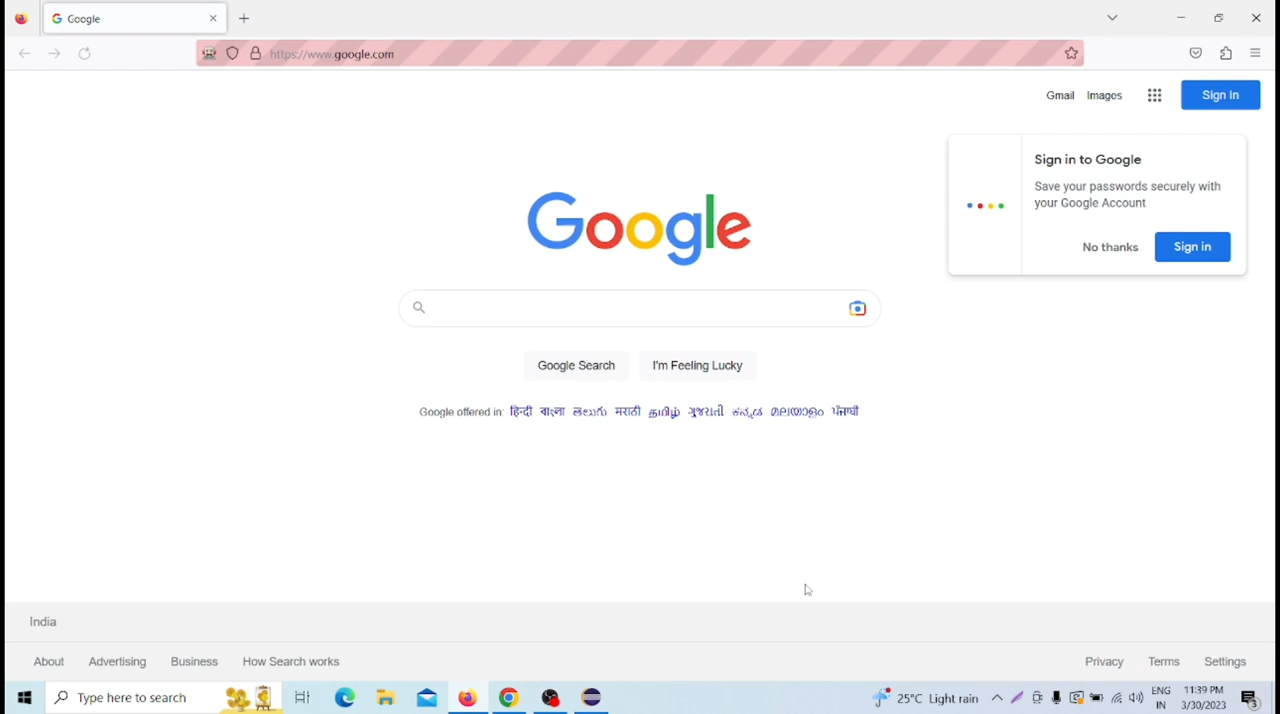 Google
https://www.google.com
Gmail Images Sign in
Sign in to Google
Save your passwords securely with
your Google Account
No thanks Sign in
Google
Google Search I'm Feeling Lucky
Google offered in: हिन्दी বাংলা తెలుగు मराठी தமிழ் ગુજરાતી ಕನ್ನಡ മലയാളം ਪੰਜਾਬੀ
India
About Advertising Business How Search works Privacy Terms Settings
Type here to search 25°C Light rain ENG 11:39 PM
IN 3/30/2023 3